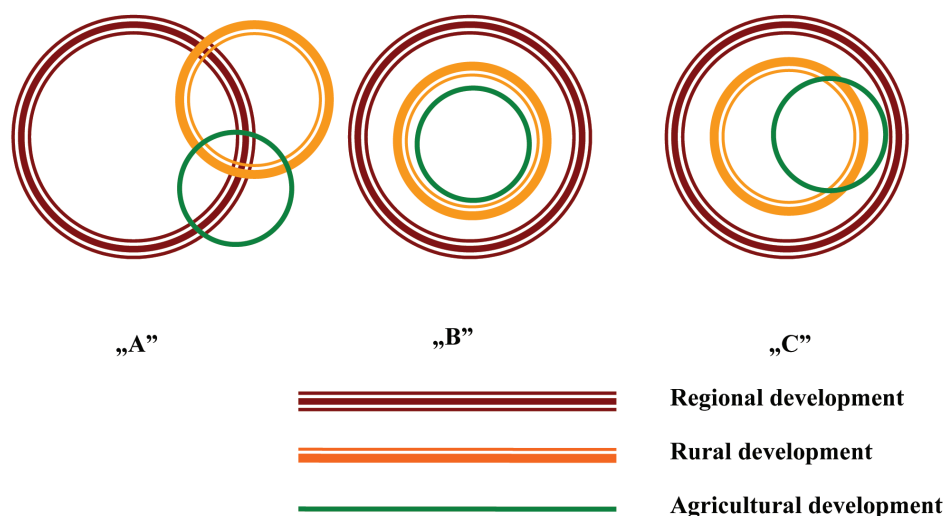 „A”
„B”
„C”
Regional development
Rural development
Agricultural development